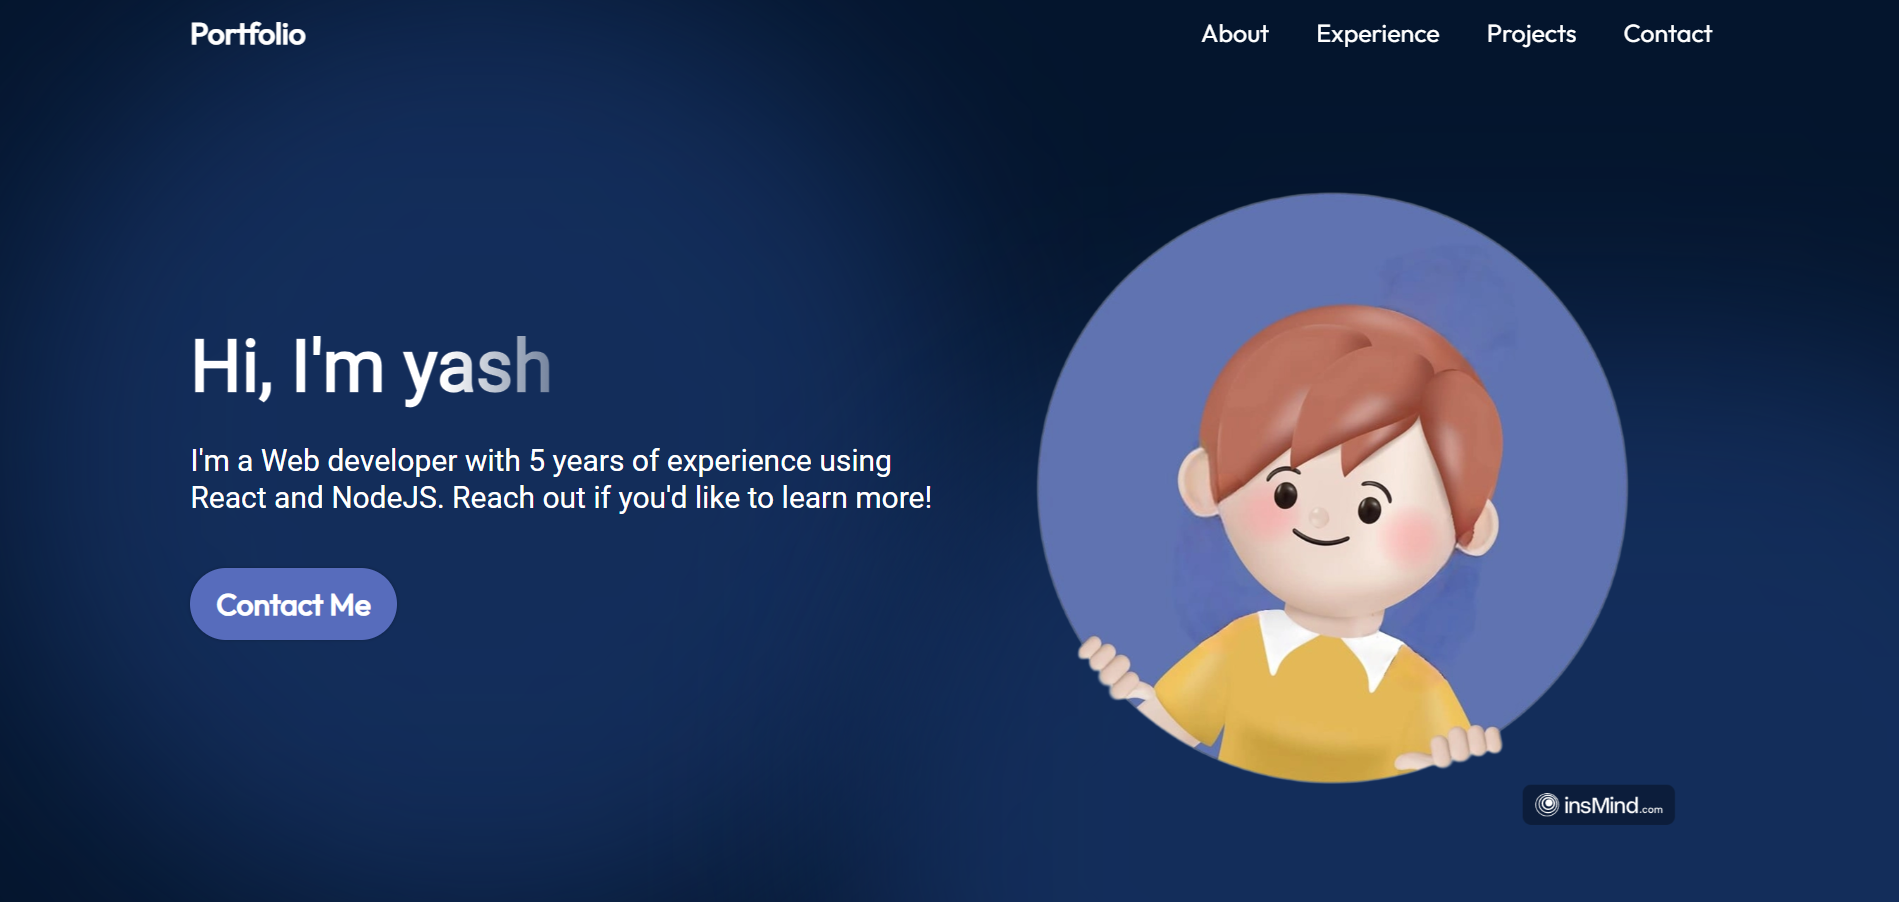 Portfolio
About
Experience
Projects
Contact
Hi, I'm yash
I'm a Web developer with 5 years of experience using
React and NodeJS. Reach out if you'd like to learn more!
Contact Me
insMind.com